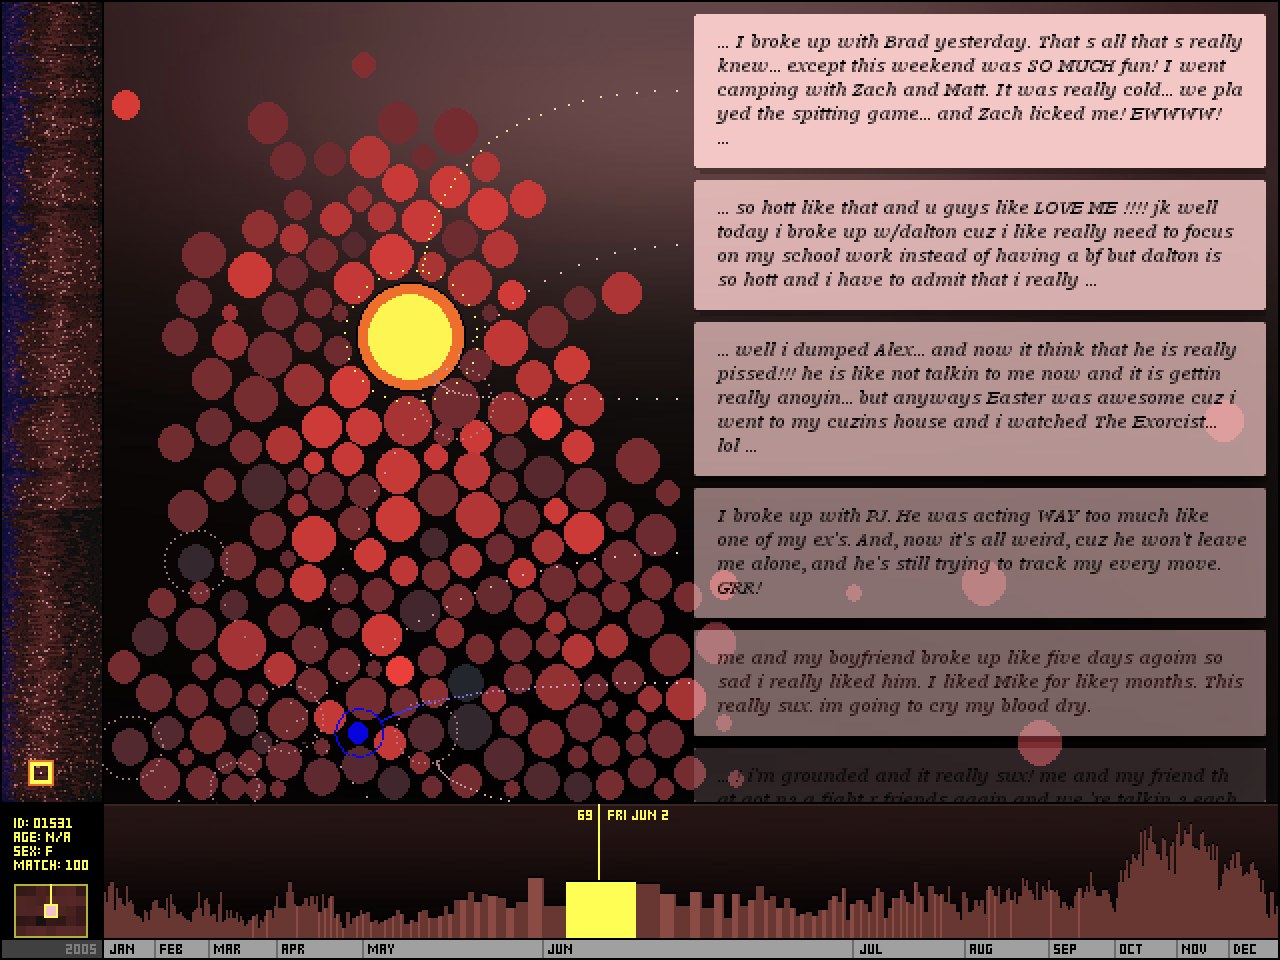 ... I broke up with Brad yesterday. That s all that s really
knew... except this weekend was SO MUCH fun! I went
camping with Zach and Matt. It was really cold... we pla
yed the spitting game... and Zach licked me! EWWWW!
...
... so hott like that and u guys like LOVE ME !!!! jk well
today i broke up w/dalton cuz i like really need to focus
on my school work instead of having a bf but dalton is
so hott and i have to admit that i really ...
... well i dumped Alex... and now it think that he is really
pissed!!! he is like not talkin to me now and it is gettin
really anoyin... but anyways Easter was awesome cuz i
went to my cuzins house and i watched The Exorcist...
lol ...
I broke up with PJ. He was acting WAY too much like
one of my ex's. And, now it's all weird, cuz he won't leave
me alone, and he's still trying to track my every move.
GRR!
me and my boyfriend broke up like five days agoim so
sad i really liked him. I liked Mike for like7 months. This
really sux. im going to cry my blood dry.
... ! i'm grounded and it really sux! me and my friend th
a fight r friends again and we 're talkin 2 each
69 FRI JUN 2
ID: 01531
AGE: N/A
SEX: F
MATCH: 100
2005 JAN FEB MAR APR MAY JUN JUL AUG SEP OCT NOV DEC